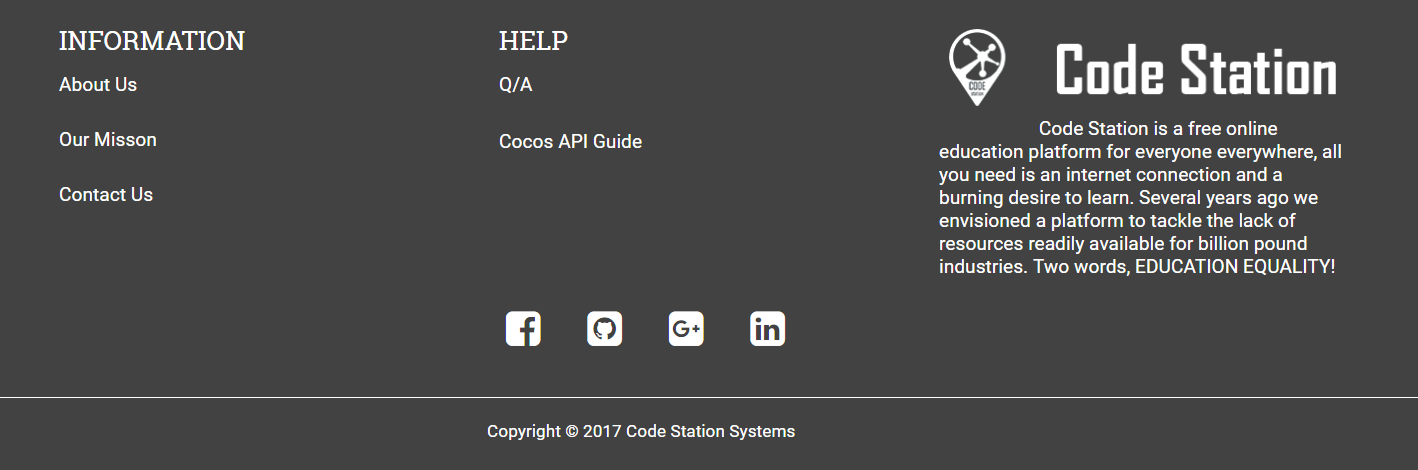 INFORMATION
About Us
Our Misson
Contact Us
HELP
Q/A
Cocos API Guide
CODE
STATION
Code Station
Code Station is a free online
education platform for everyone everywhere, all
you need is an internet connection and a
burning desire to learn. Several years ago we
envisioned a platform to tackle the lack of
resources readily available for billion pound
industries. Two words, EDUCATION EQUALITY!
f
G+
in
Copyright © 2017 Code Station Systems